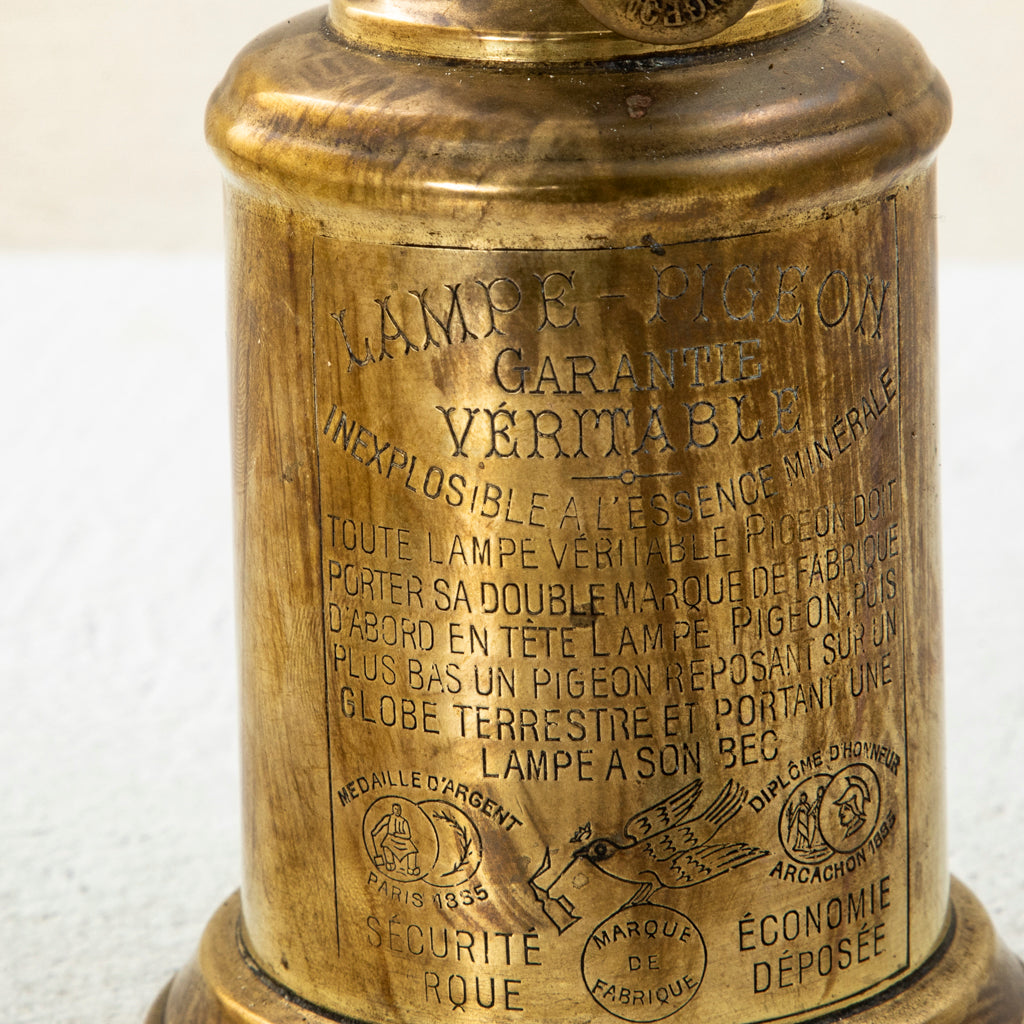 LAMPE - PIGEON
GARANTIE
VÉRITABLE
INEXPLOSIBLE A L'ESSENCE MINÉRALE
TOUTE LAMPE VÉRITABLE PIGEON DOIT
PORTER SA DOUBLE MARQUE DE FABRIQUE
D'ABORD EN TÊTE LAMPE PIGEON, PUIS
PLUS BAS UN PIGEON REPOSANT SUR UN
GLOBE TERRESTRE ET PORTANT UNE
LAMPE A SON BEC
MEDAILLE D'ARGENT
PARIS 1885
DIPLÔME D'HONNEUR
ARCACHON
SÉCURITÉ
RQUE
MARQUE
DE
FABRIQUE
ÉCONOMIE
DÉPOSÉE